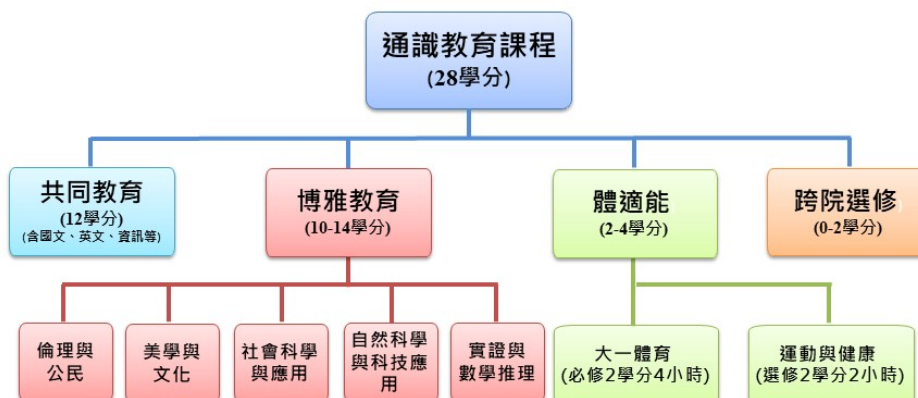 通識教育課程
(28學分)
共同教育
(12學分)
(含國文、英文、資訊等)
博雅教育
(10-14學分)
體適能
(2-4學分)
跨院選修
(0-2學分)
倫理與
公民
美學與
文化
社會科學
與應用
自然科學
與科技應
用
實證與
數學推理
大一體育
(必修2學分4小時)
運動與健康
(選修2學分2小時)